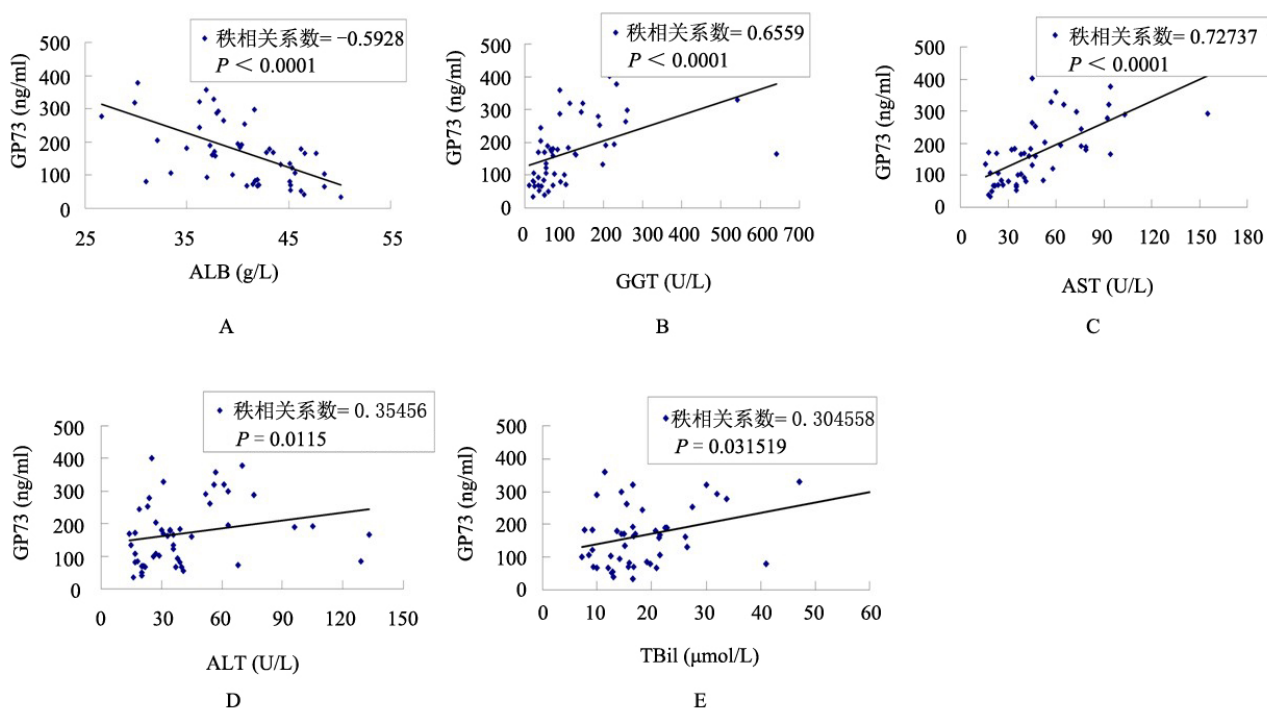 秩相关系数= -0.5928
P < 0.0001
GP73 (ng/ml)
500
400
300
200
100
0
25
35
45
55
ALB (g/L)
A
秩相关系数= 0.6559
P < 0.0001
GP73 (ng/ml)
500
400
300
200
100
0
0 100 200 300 400 500 600 700
GGT (U/L)
B
秩相关系数= 0.72737
P < 0.0001
GP73 (ng/ml)
500
400
300
200
100
0
0 30 60 90 120 150 180
AST (U/L)
C
秩相关系数= 0.35456
P = 0.0115
GP73 (ng/ml)
500
400
300
200
100
0
0 30 60 90 120 150
ALT (U/L)
D
秩相关系数= 0.304558
P = 0.031519
GP73 (ng/ml)
500
400
300
200
100
0
0 10 20 30 40 50 60
TBil (μmol/L)
E